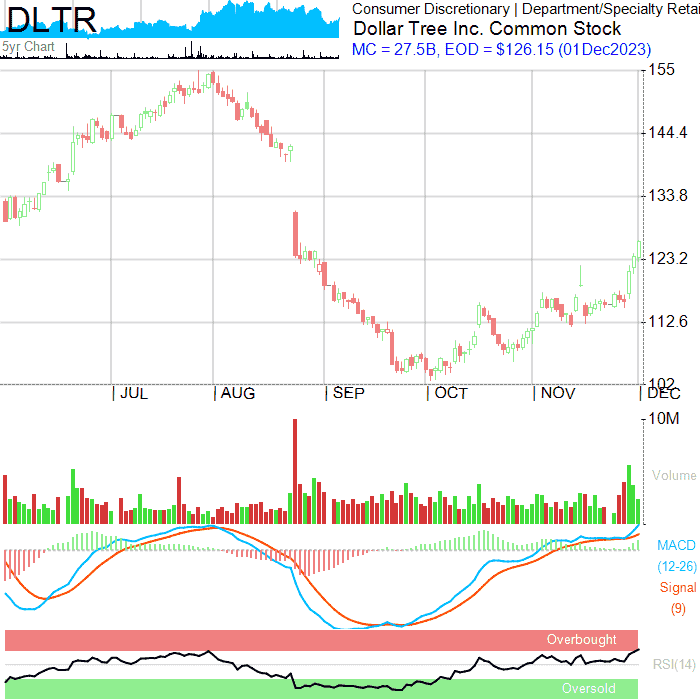 DLTR
5yr Chart
Consumer Discretionary | Department/Specialty Retai
Dollar Tree Inc. Common Stock
MC = 27.5B, EOD = $126.15 (01Dec2023)
155
144.4
133.8
123.2
112.6
102
JUL AUG SEP OCT NOV DEC
10M
Volume
MACD
(12-26)
Signal
(9)
Overbought
RSI(14)
Oversold